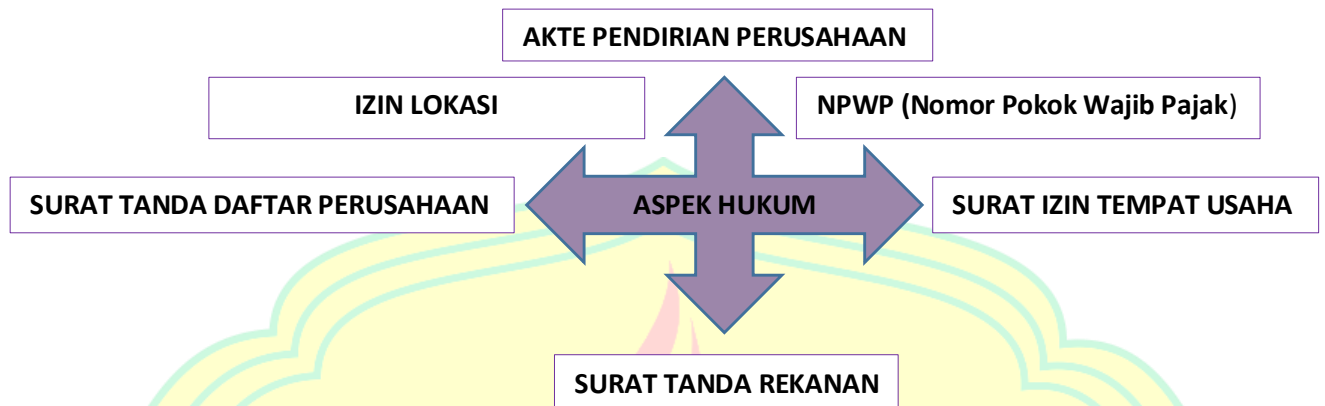 AKTE PENDIRIAN PERUSAHAAN
IZIN LOKASI
NPWP (Nomor Pokok Wajib Pajak)
SURAT TANDA DAFTAR PERUSAHAAN
ASPEK HUKUM
SURAT IZIN TEMPAT USAHA
SURAT TANDA REKANAN